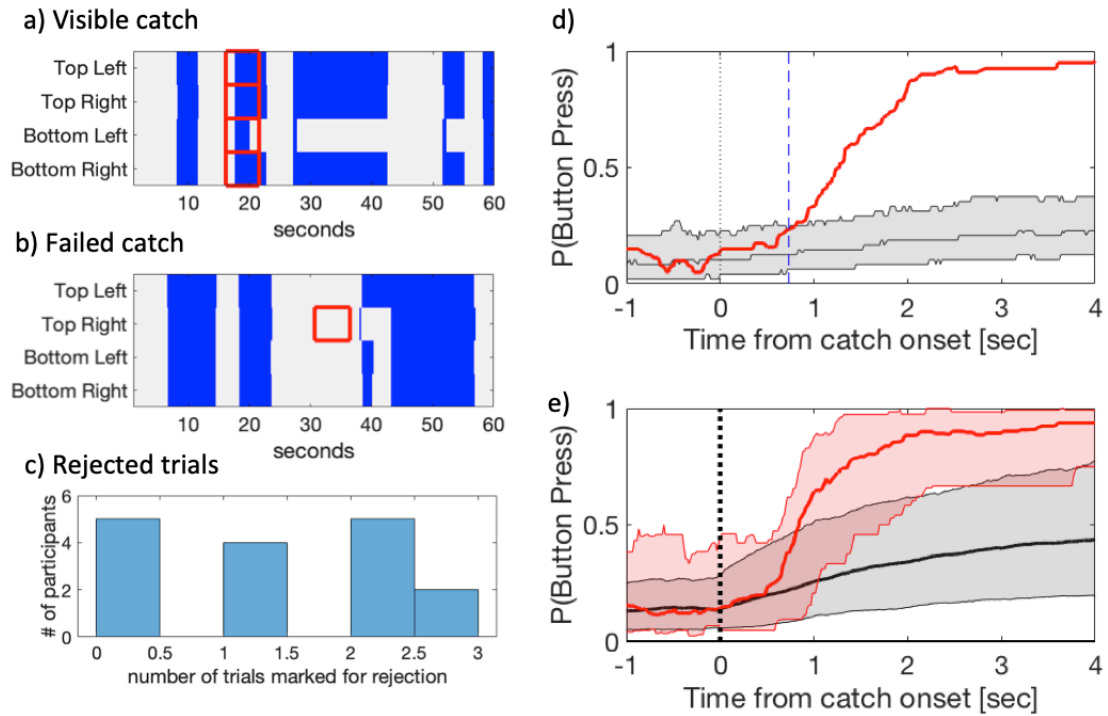 a) Visible catch
Top Left
Top Right
Bottom Left
Bottom Right
10 20 30 40 50 60
seconds
b) Failed catch
Top Left
Top Right
Bottom Left
Bottom Right
10 20 30 40 50 60
seconds
c) Rejected trials
# of participants
6
4
2
0
0 0.5 1 1.5 2 2.5 3
number of trials marked for rejection
d)
P(Button Press)
1
0.5
0
-1 0 1 2 3 4
Time from catch onset [sec]
e)
P(Button Press)
1
0.5
0
-1 0 1 2 3 4
Time from catch onset [sec]